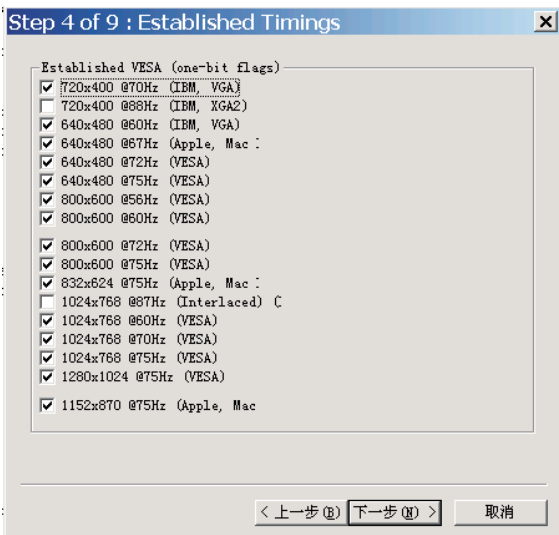 Step 4 of 9 : Established Timings
Established VESA (one-bit flags)
720x400 @70Hz (IBM, VGA)
720x400 @88Hz (IBM, XGA2)
640x480 @60Hz (IBM, VGA)
640x480 @67Hz (Apple, Mac
640x480 @72Hz (VESA)
640x480 @75Hz (VESA)
800x600 @56Hz (VESA)
800x600 @60Hz (VESA)
800x600 @72Hz (VESA)
800x600 @75Hz (VESA)
832x624 @75Hz (Apple, Mac
1024x768 @87Hz (Interlaced)
1024x768 @60Hz (VESA)
1024x768 @70Hz (VESA)
1024x768 @75Hz (VESA)
1280x1024 @75Hz (VESA)
1152x870 @75Hz (Apple, Mac
< 上一步(B) 下一步(N) > 取消